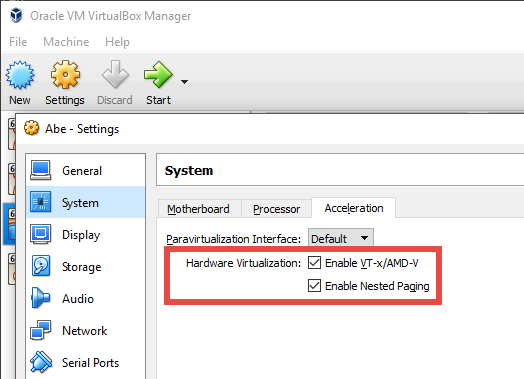 Oracle VM VirtualBox Manager
File Machine Help
New Settings Discard Start
Abe - Settings
General
System
Display
Storage
Audio
Network
Serial Ports
System
Motherboard Processor Acceleration
Paravirtualization Interface: Default
Hardware Virtualization: Enable VT-x/AMD-V
Enable Nested Paging